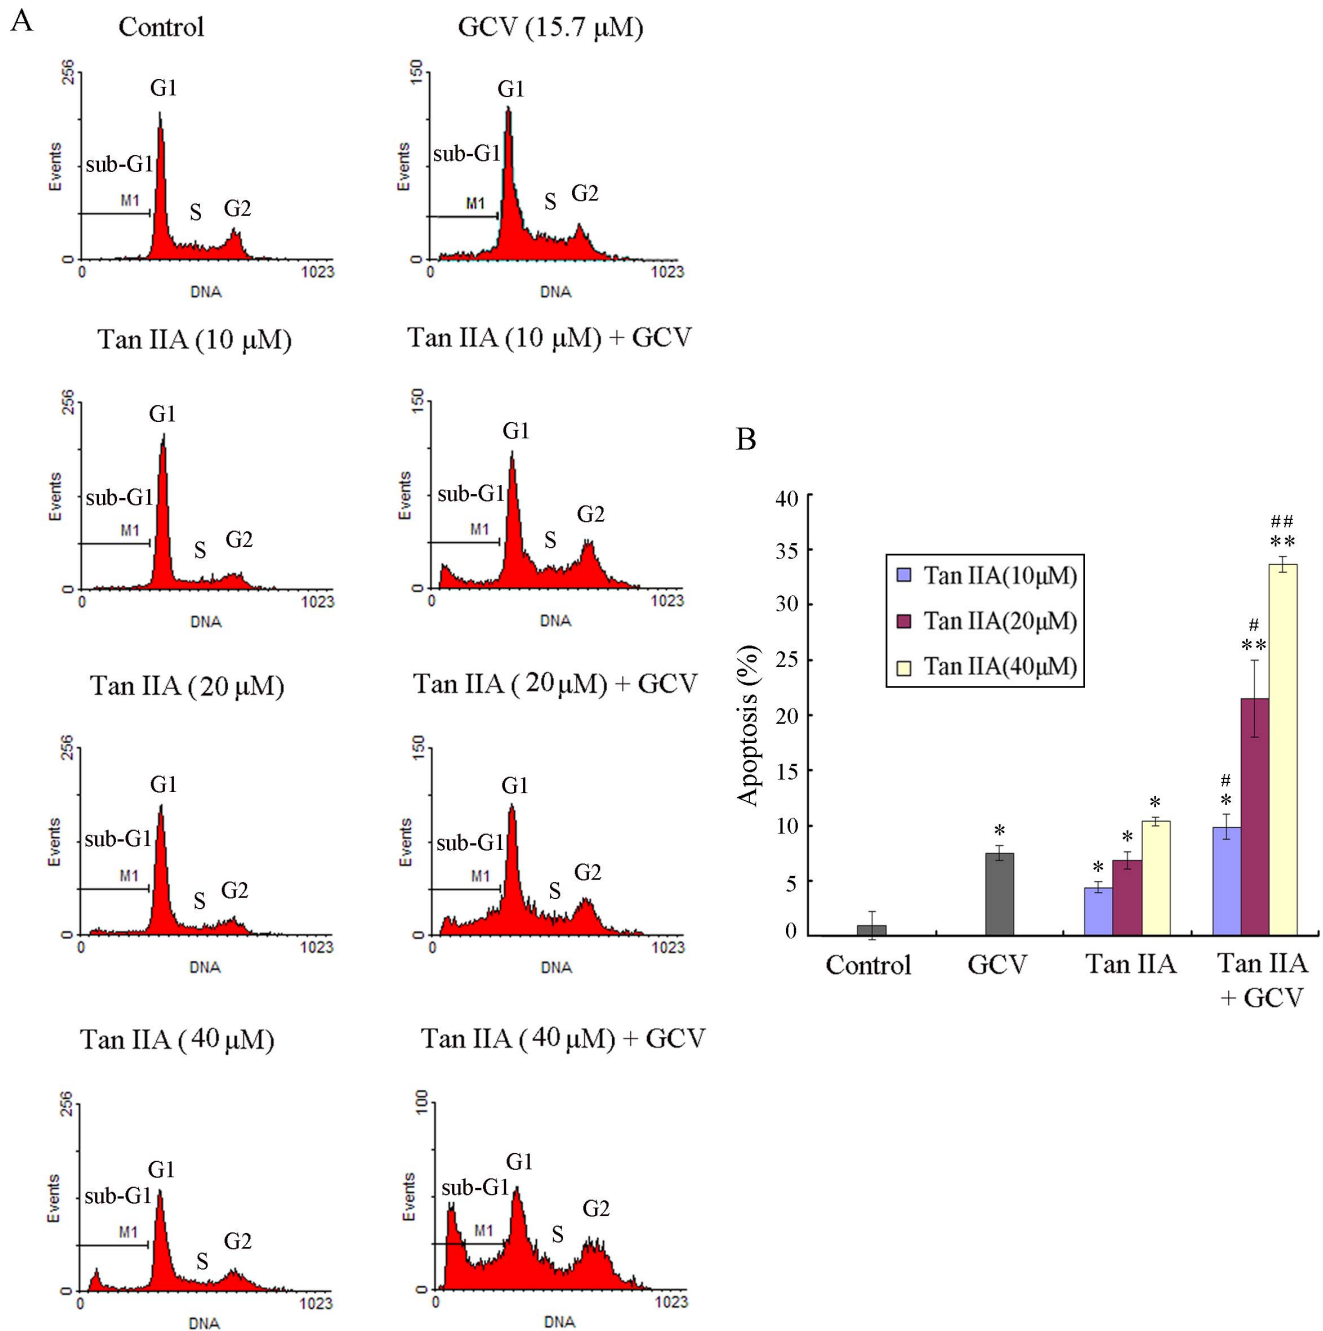 A
Control
256
Events
0
G1
sub-G1
M1
S
G2
0
1023
DNA
GCV (15.7 μM)
150
Events
0
G1
sub-G1
M1
S
G2
0
1023
DNA
Tan IIA (10 μM)
256
Events
0
G1
sub-G1
M1
S
G2
0
1023
DNA
Tan IIA (10 μM) + GCV
150
Events
0
G1
sub-G1
M1
S
G2
0
1023
DNA
Tan IIA (20 μM)
256
Events
0
G1
sub-G1
M1
S
G2
0
1023
DNA
Tan IIA (20 μM) + GCV
150
Events
0
G1
sub-G1
M1
S
G2
0
1023
DNA
Tan IIA (40 μM)
256
Events
0
G1
sub-G1
M1
S
G2
0
1023
DNA
Tan IIA (40 μM) + GCV
100
Events
0
G1
sub-G1
M1
S
G2
0
1023
DNA
B
Apoptosis (%)
40
35
30
25
20
15
10
5
0
Tan IIA(10μM)
Tan IIA(20μM)
Tan IIA(40μM)
*
*
*
*
#
*
#
**
##
**
Control
GCV
Tan IIA
Tan IIA
+ GCV